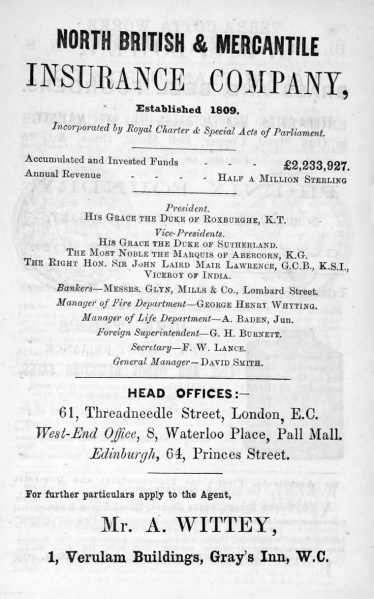 NORTH BRITISH & MERCANTILE
INSURANCE COMPANY,
Established 1809.
Incorporated by Royal Charter & Special Acts of Parliament.
Accumulated and Invested Funds - - £2,233,927.
Annual Revenue - - - - HALF A MILLION STERLING
President.
HIS GRACE THE DUKE OF ROXBURGHE, K.T.
Vice-Presidents.
HIS GRACE THE DUKE OF SUTHERLAND.
THE MOST NOBLE THE MARQUIS OF ABERCORN, K.G.
THE RIGHT HON. SIR JOHN LAIRD MAIR LAWRENCE, G.C.B., K.S.I.,
VICEROY OF INDIA.
Bankers—MESSRS. GLYN, MILLS & CO., Lombard Street.
Manager of Fire Department—GEORGE HENRY WHYTING.
Manager of Life Department—A. BADEN, Jun.
Foreign Superintendent—G. H. BURNETT.
Secretary—F. W. LANCE.
General Manager—DAVID SMITH.
HEAD OFFICES:—
61, Threadneedle Street, London, E.C.
West-End Office, 8, Waterloo Place, Pall Mall.
Edinburgh, 64, Princes Street.
For further particulars apply to the Agent,
Mr. A. WITTEY,
1, Verulam Buildings, Gray's Inn, W.C.